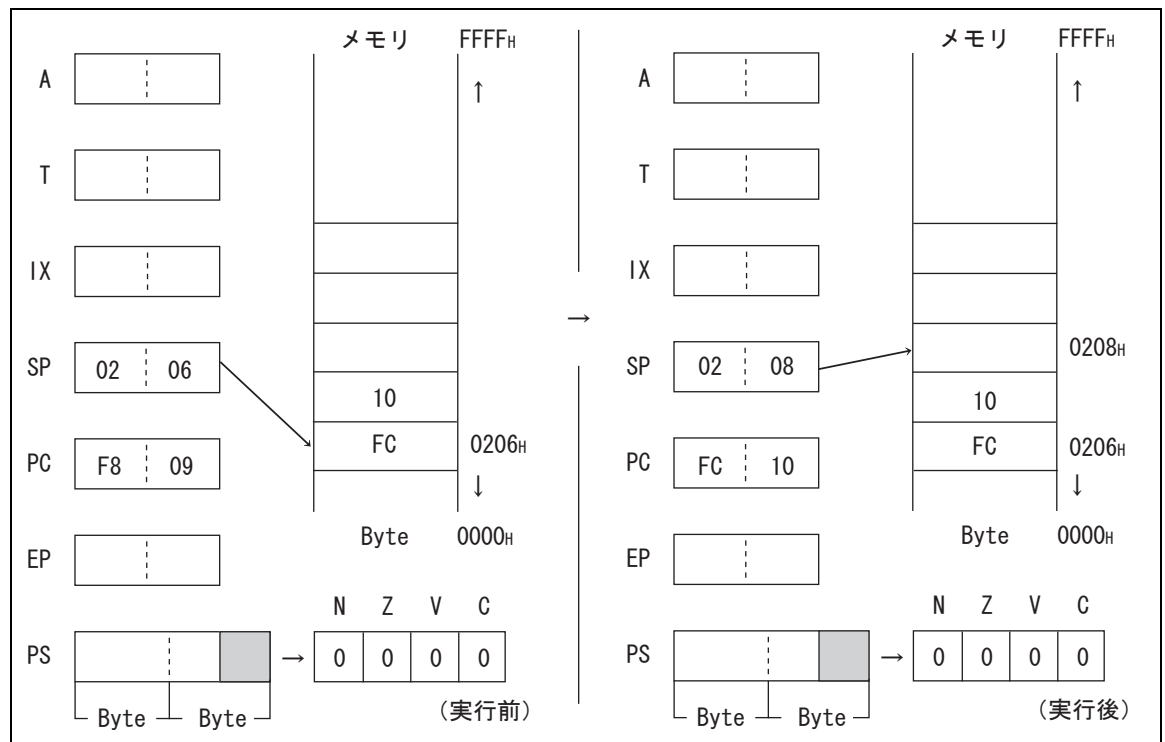 メモリ FFFFH
A
↑
T
IX
SP 02 06
10
PC F8 09
FC 0206H
↓
EP
Byte 0000H
N Z V C
PS → 0 0 0 0
Byte Byte
(実行前)
→
メモリ FFFFH
A
↑
T
IX
SP 02 08
0208H
10
PC FC 10
FC 0206H
↓
EP
Byte 0000H
N Z V C
PS → 0 0 0 0
Byte Byte
(実行後)